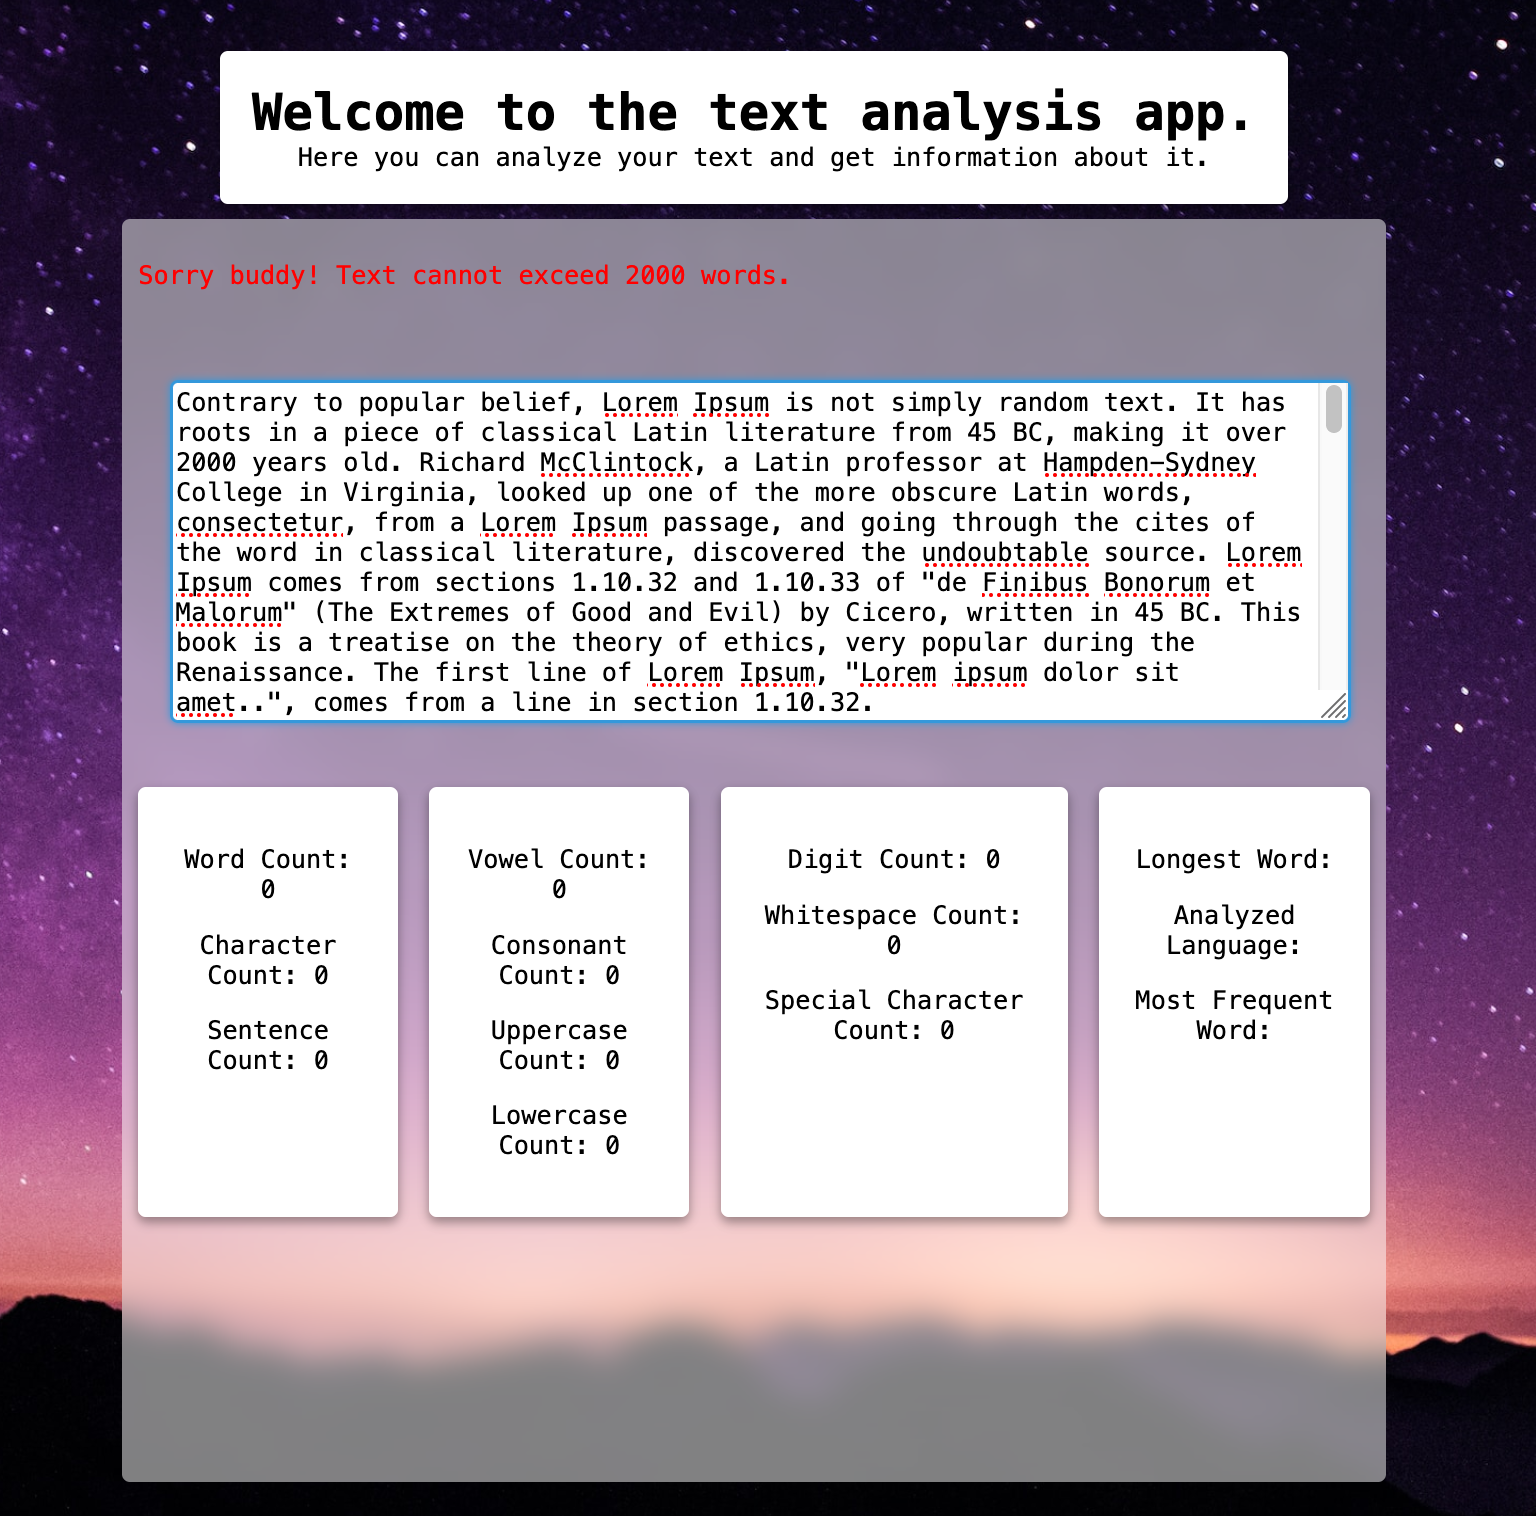 Welcome to the text analysis app.
Here you can analyze your text and get information about it.
Sorry buddy! Text cannot exceed 2000 words.
Contrary to popular belief, Lorem Ipsum is not simply random text. It has
roots in a piece of classical Latin literature from 45 BC, making it over
2000 years old. Richard McClintock, a Latin professor at Hampden-Sydney
College in Virginia, looked up one of the more obscure Latin words,
consectetur, from a Lorem Ipsum passage, and going through the cites of
the word in classical literature, discovered the undoubtable source. Lorem
Ipsum comes from sections 1.10.32 and 1.10.33 of "de Finibus Bonorum et
Malorum" (The Extremes of Good and Evil) by Cicero, written in 45 BC. This
book is a treatise on the theory of ethics, very popular during the
Renaissance. The first line of Lorem Ipsum, "Lorem ipsum dolor sit
amet..", comes from a line in section 1.10.32.
Word Count:
0
Character
Count: 0
Sentence
Count: 0
Vowel Count:
0
Consonant
Count: 0
Uppercase
Count: 0
Lowercase
Count: 0
Digit Count: 0
Whitespace Count:
0
Special Character
Count: 0
Longest Word:
Analyzed
Language:
Most Frequent
Word: